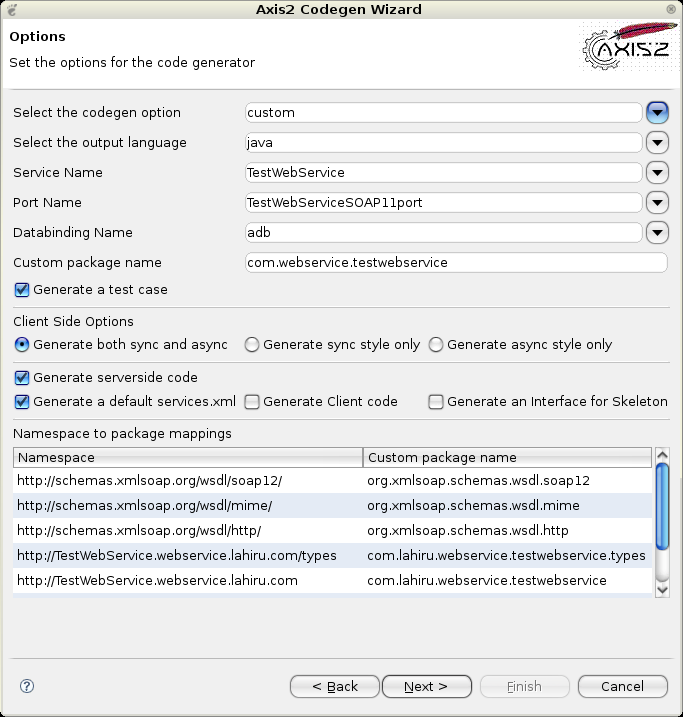 Axis2 Codegen Wizard
Options
Set the options for the code generator
AXIS2
Select the codegen option custom
Select the output language java
Service Name TestWebService
Port Name TestWebServiceSOAP11port
Databinding Name adb
Custom package name com.webservice.testwebservice
Generate a test case
Client Side Options
Generate both sync and async Generate sync style only Generate async style only
Generate serverside code
Generate a default services.xml Generate Client code Generate an Interface for Skeleton
Namespace to package mappings
Namespace Custom package name
http://schemas.xmlsoap.org/wsdl/soap12/ org.xmlsoap.schemas.wsdl.soap12
http://schemas.xmlsoap.org/wsdl/mime/ org.xmlsoap.schemas.wsdl.mime
http://schemas.xmlsoap.org/wsdl/http/ org.xmlsoap.schemas.wsdl.http
http://TestWebService.webservice.lahiru.com/types com.lahiru.webservice.testwebservice.types
http://TestWebService.webservice.lahiru.com com.lahiru.webservice.testwebservice
? < Back Next > Finish Cancel